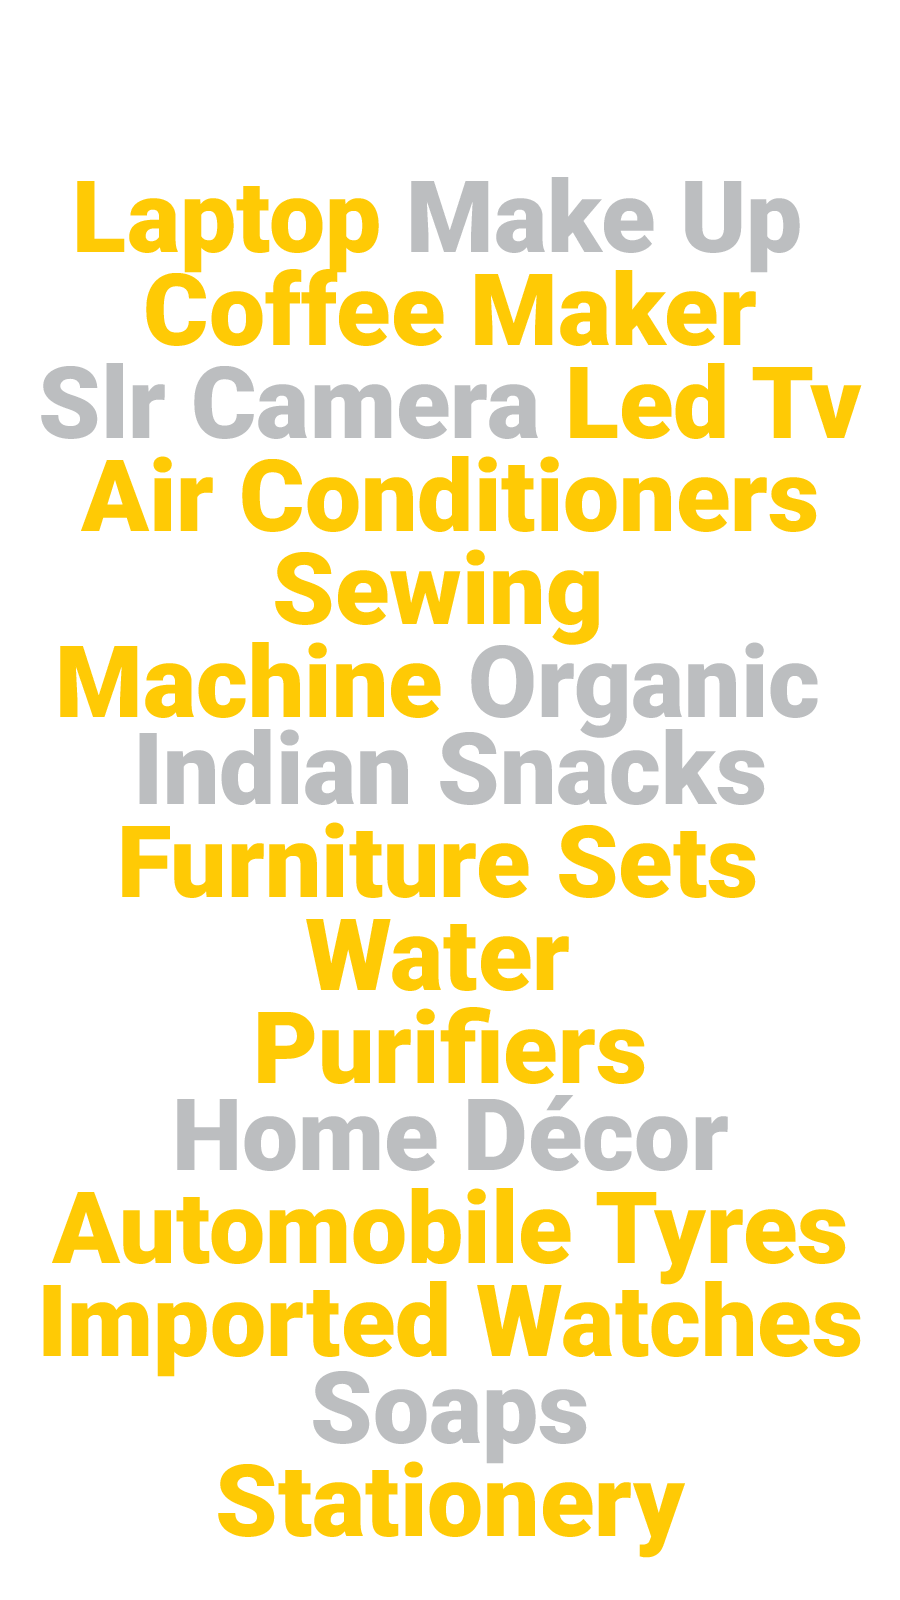 Laptop Make Up
Coffee Maker
Slr Camera Led Tv
Air Conditioners
Sewing
Machine Organic
Indian Snacks
Furniture Sets
Water
Purifiers
Home Décor
Automobile Tyres
Imported Watches
Soaps
Stationery